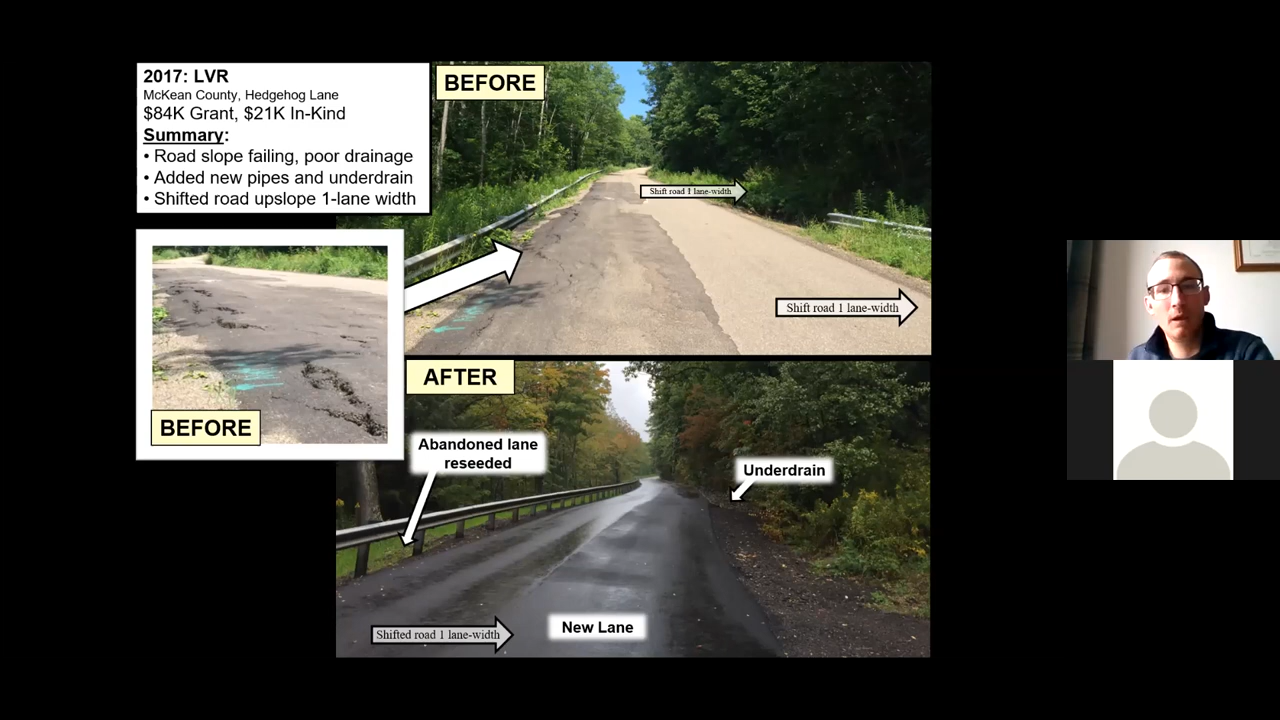 2017: LVR
McKean County, Hedgehog Lane
$84K Grant, $21K In-Kind
Summary:
• Road slope failing, poor drainage
• Added new pipes and underdrain
• Shifted road upslope 1-lane width
BEFORE
Shift road 1 lane-width
Shift road 1 lane-width
BEFORE
AFTER
Abandoned lane
reseeded
Underdrain
New Lane
Shifted road 1 lane-width